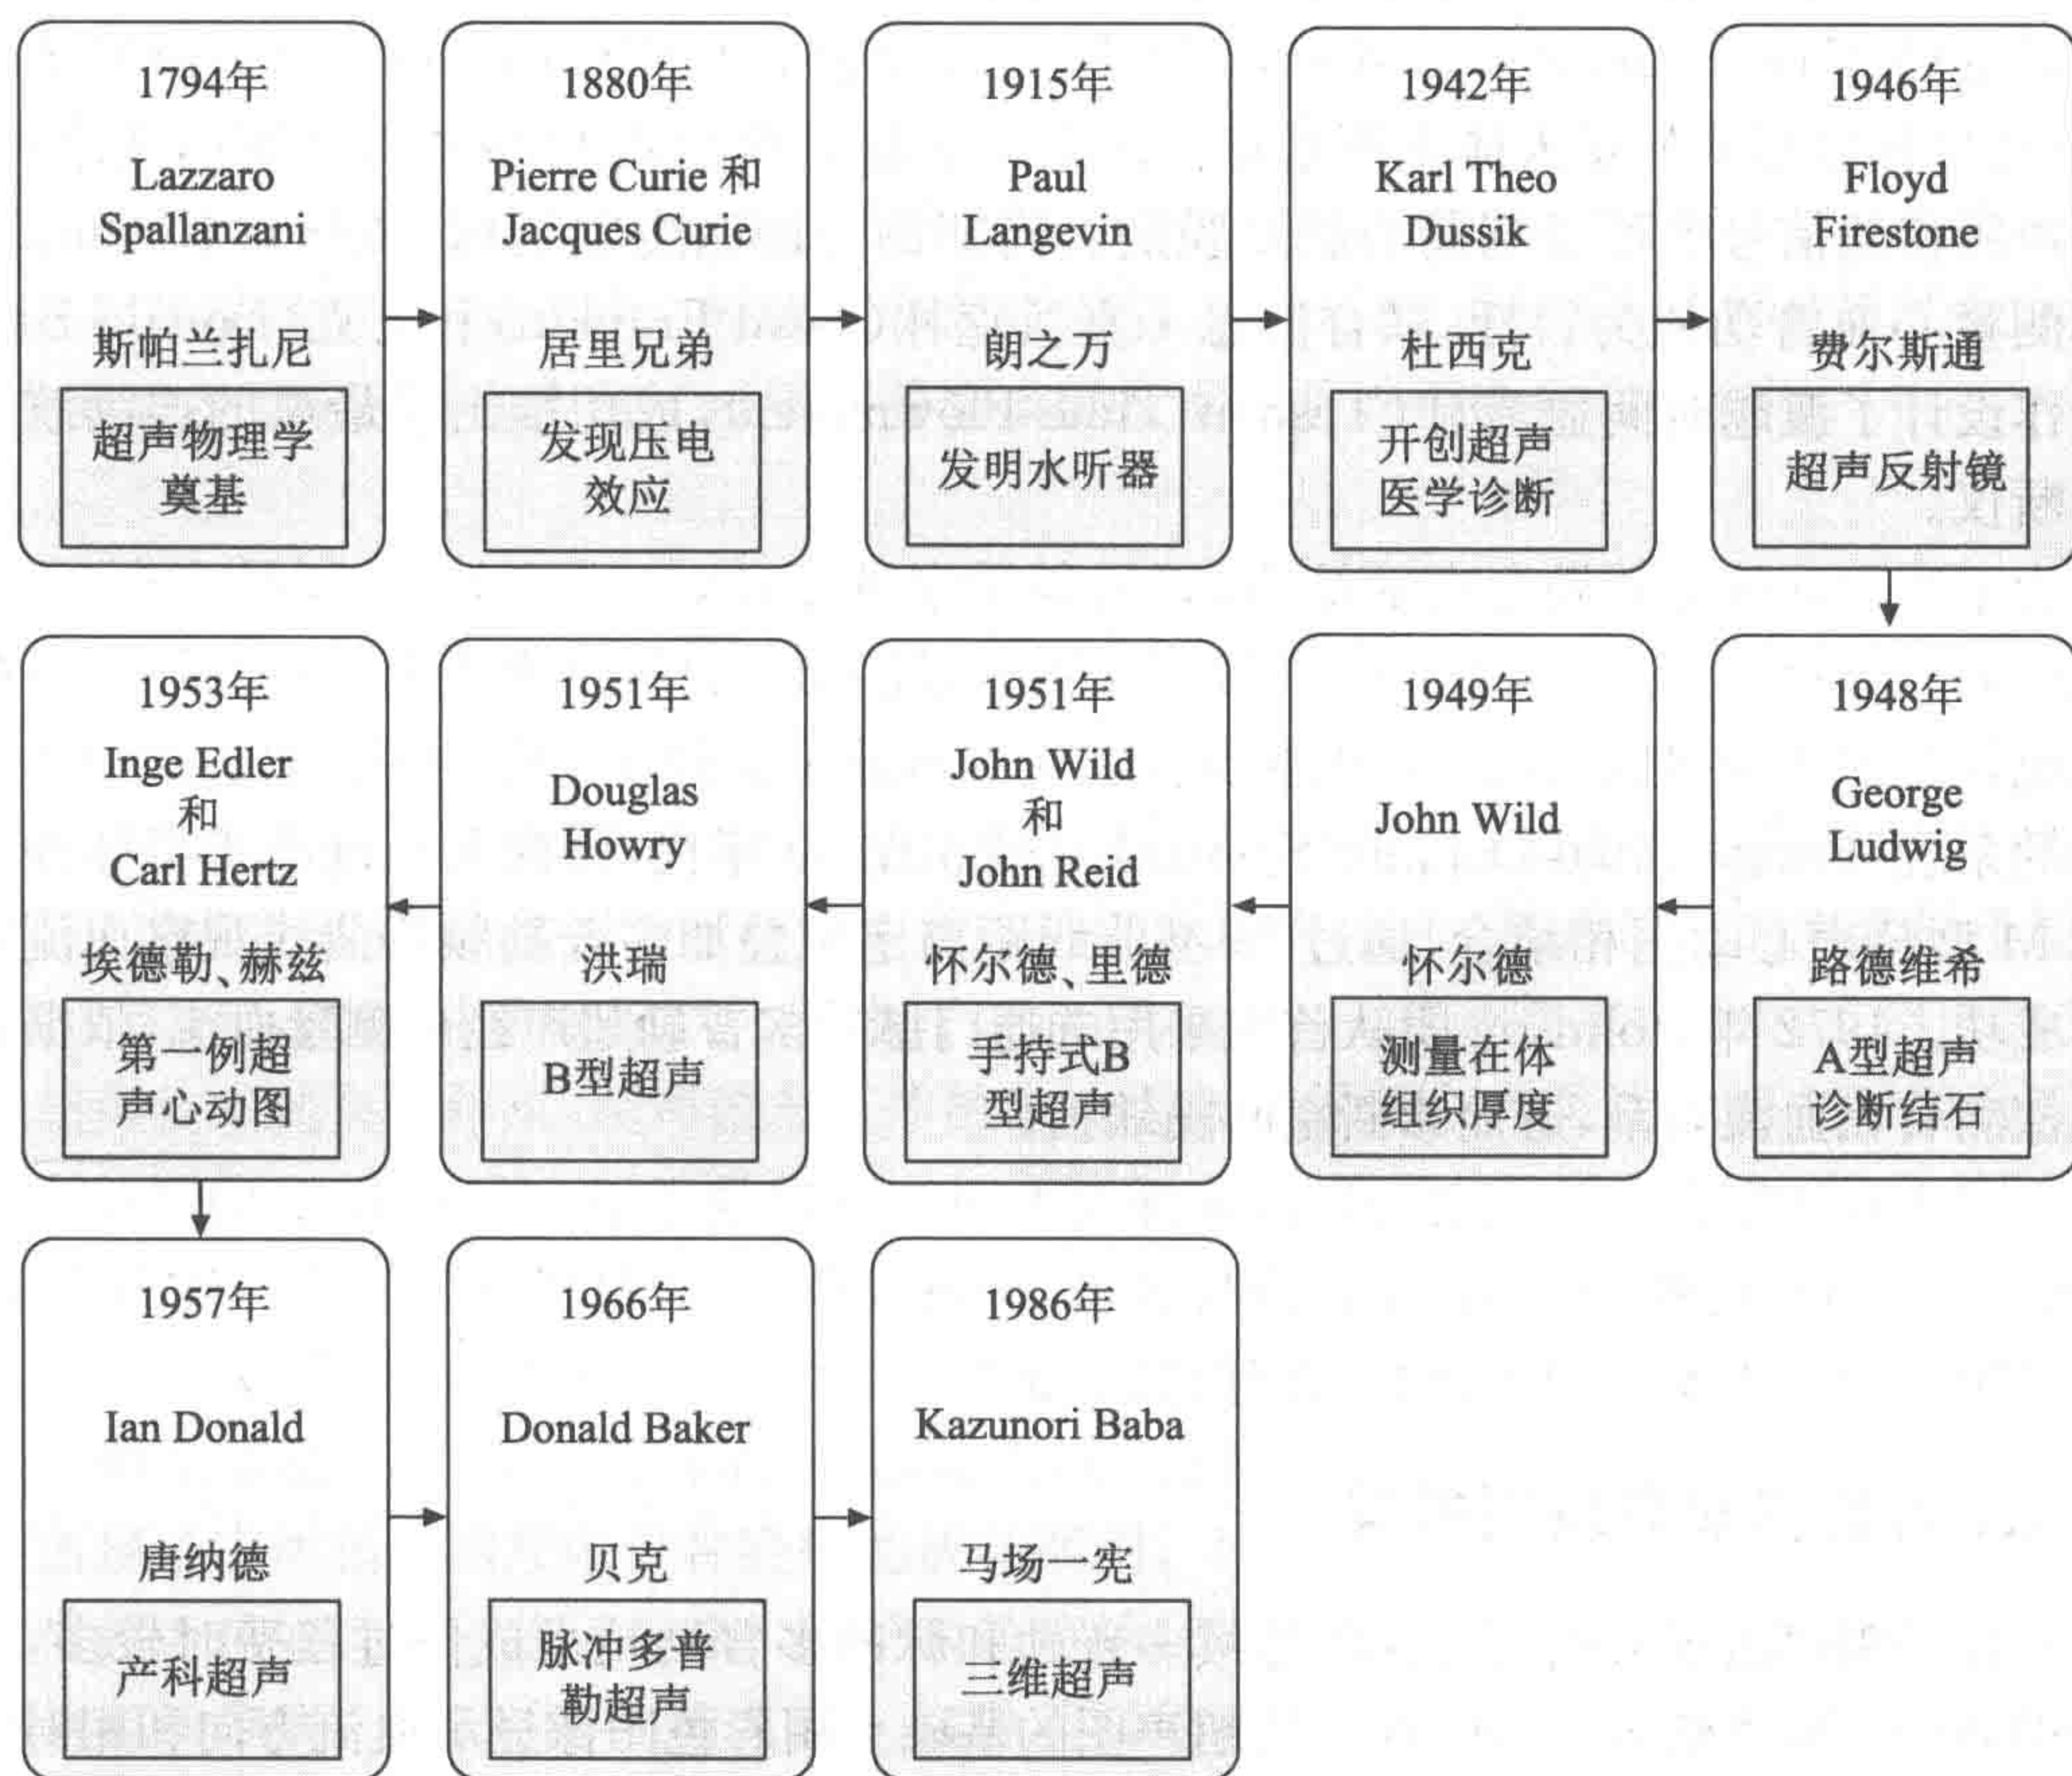 1794年
Lazzaro
Spallanzani
斯帕兰扎尼
超声物理学
奠基
1880年
Pierre Curie 和
Jacques Curie
居里兄弟
发现压电
效应
1915年
Paul
Langevin
朗之万
发明水听器
1942年
Karl Theo
Dussik
杜西克
开创超声
医学诊断
1946年
Floyd
Firestone
费尔斯通
超声反射镜
1948年
George
Ludwig
路德维希
A型超声
诊断结石
1949年
John Wild
怀尔德
测量在体
组织厚度
1951年
John Wild
和
John Reid
怀尔德、里德
手持式B
型超声
1951年
Douglas
Howry
洪瑞
B型超声
1953年
Inge Edler
和
Carl Hertz
埃德勒、赫兹
第一例超
声心动图
1957年
Ian Donald
唐纳德
产科超声
1966年
Donald Baker
贝克
脉冲多普
勒超声
1986年
Kazunori Baba
马场一宪
三维超声